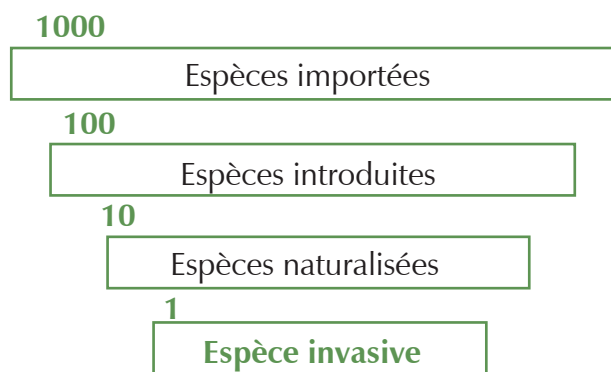 1000
Espèces importées
100
Espèces introduites
10
Espèces naturalisées
1
Espèce invasive